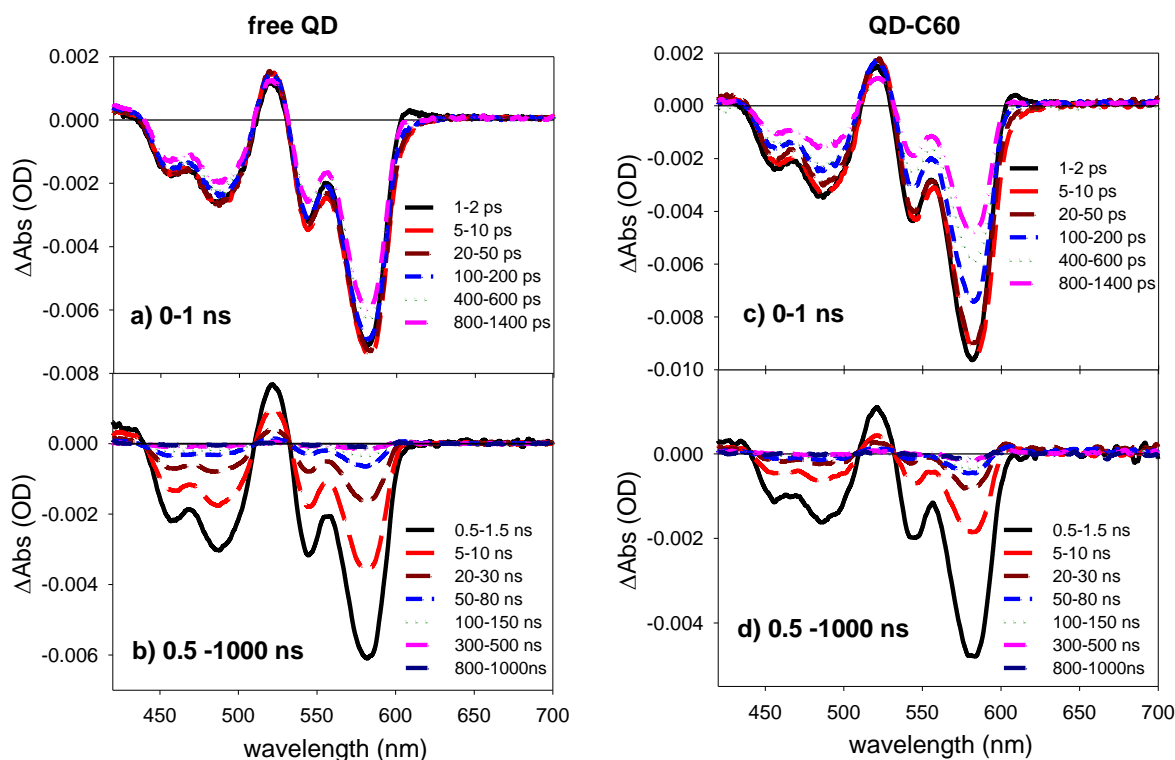 free QD
0.002
0.000
-0.002
-0.004
-0.006
-0.008
ΔAbs (OD)
1-2 ps
5-10 ps
20-50 ps
100-200 ps
400-600 ps
800-1400 ps
a) 0-1 ns
0.000
-0.002
-0.004
-0.006
ΔAbs (OD)
0.5-1.5 ns
5-10 ns
20-30 ns
50-80 ns
100-150 ns
300-500 ns
800-1000ns
b) 0.5 -1000 ns
450 500 550 600 650 700
wavelength (nm)
QD-C60
0.002
0.000
-0.002
-0.004
-0.006
-0.008
-0.010
ΔAbs (OD)
1-2 ps
5-10 ps
20-50 ps
100-200 ps
400-600 ps
800-1400 ps
c) 0-1 ns
0.000
-0.002
-0.004
ΔAbs (OD)
0.5-1.5 ns
5-10 ns
20-30 ns
50-80 ns
100-150 ns
300-500 ns
800-1000ns
d) 0.5 -1000 ns
450 500 550 600 650 700
wavelength (nm)